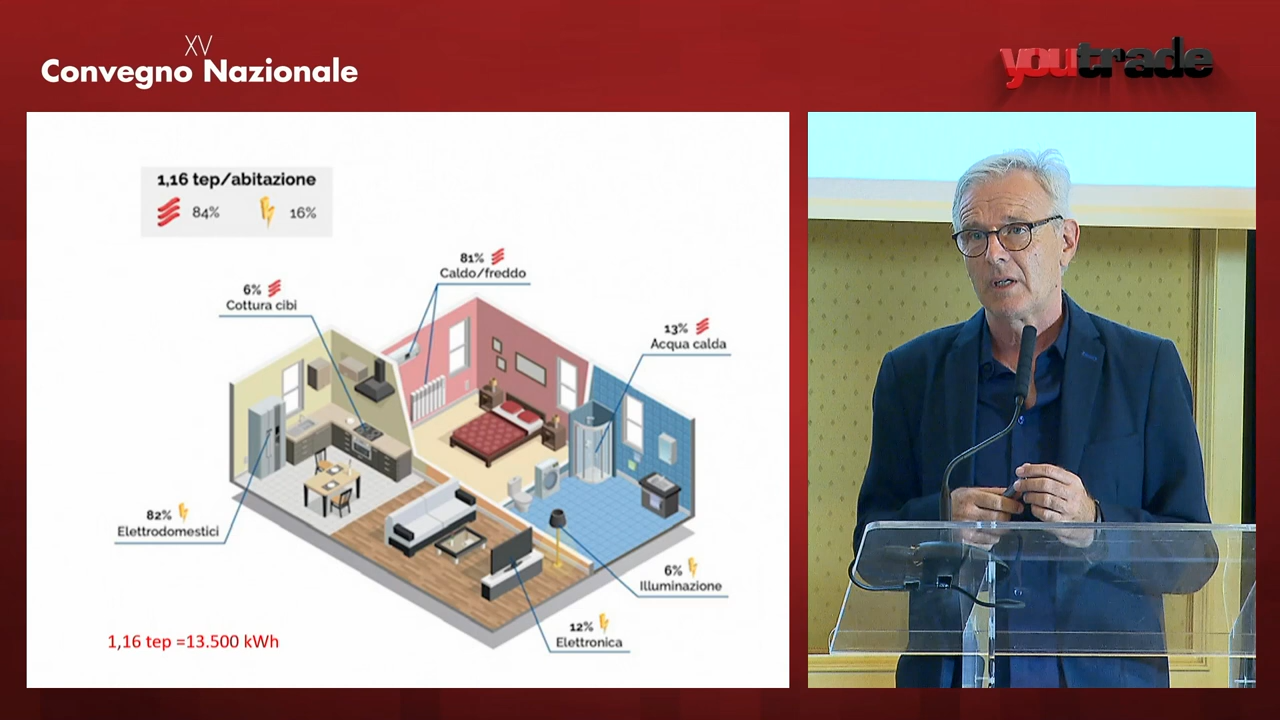 XV
Convegno Nazionale
youtrade
1,16 tep/abitazione
84% 16%
81%
Caldo/freddo
6%
Cottura cibi
13%
Acqua calda
82%
Elettrodomestici
6%
Illuminazione
12%
Elettronica
1,16 tep =13.500 kWh